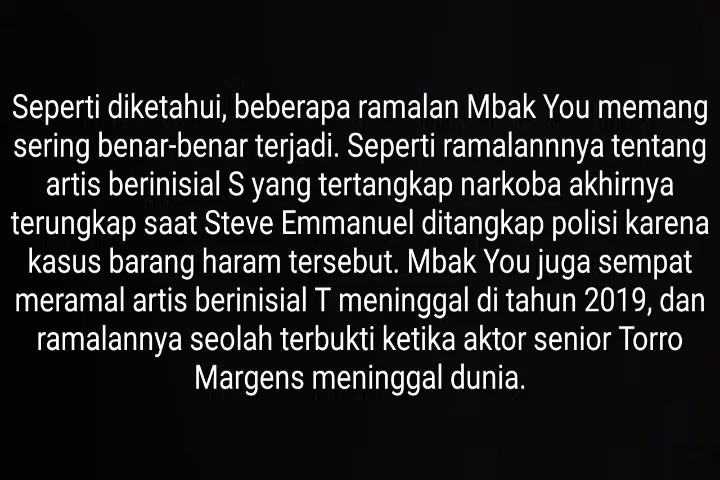 Seperti diketahui, beberapa ramalan Mbak You memang
sering benar-benar terjadi. Seperti ramalannnya tentang
artis berinisial S yang tertangkap narkoba akhirnya
terungkap saat Steve Emmanuel ditangkap polisi karena
kasus barang haram tersebut. Mbak You juga sempat
meramal artis berinisial T meninggal di tahun 2019, dan
ramalannya seolah terbukti ketika aktor senior Torro
Margens meninggal dunia.